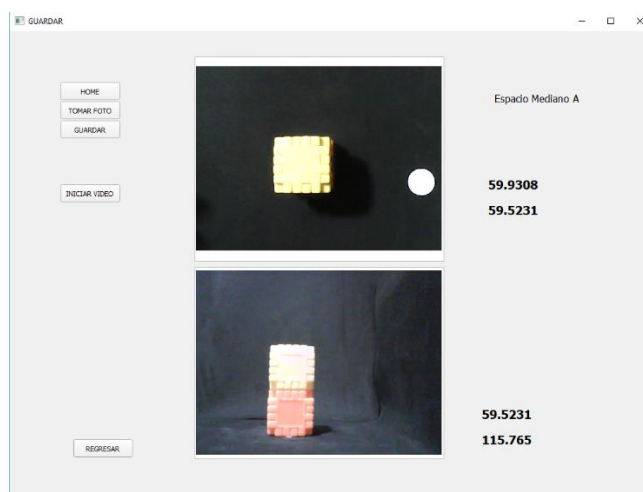 GUARDAR
HOME
TOMAR FOTO
GUARDAR
INICIAR VIDEO
REGRESAR
Espacio Mediano A
59.9308
59.5231
59.5231
115.765